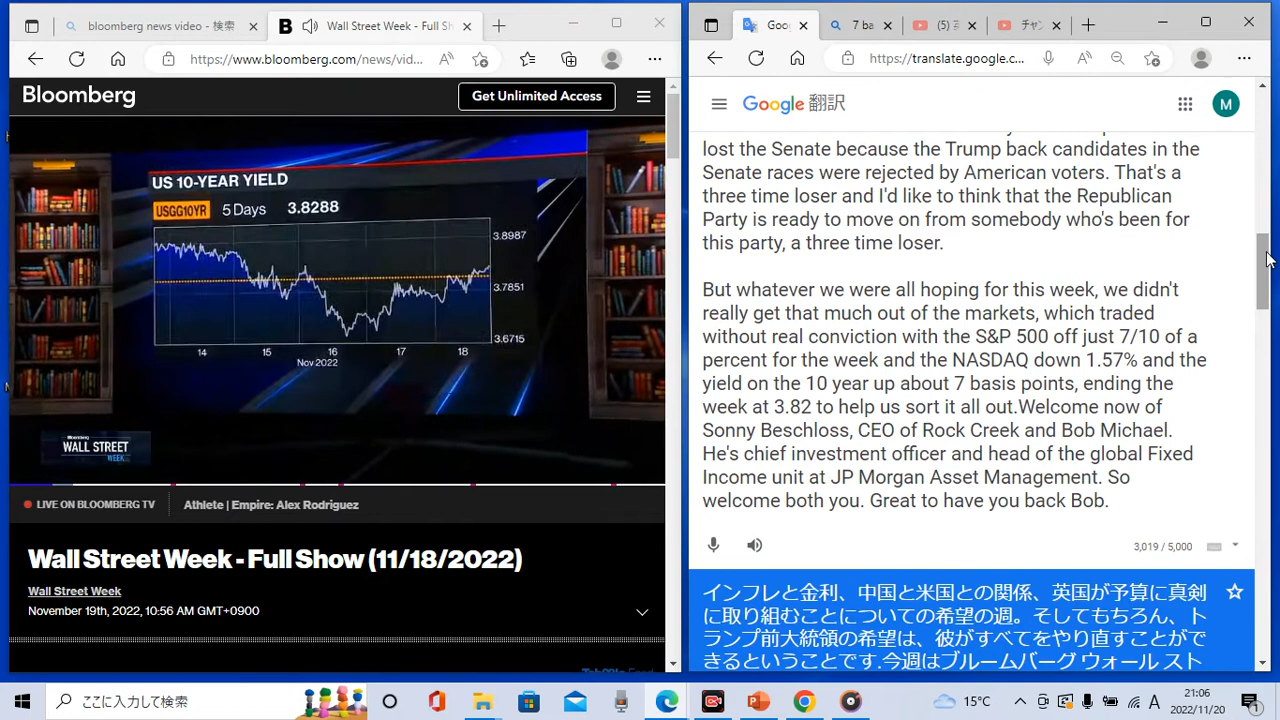 bloomberg news video - 検索
Wall Street Week - Full Sh
https://www.bloomberg.com/news/vid...
Bloomberg
Get Unlimited Access
US 10-YEAR YIELD
USGG10YR 5 Days 3.8288
3.8987
3.7851
3.6715
14 15 16 17 18
Nov 2022
Bloomberg
WALL STREET
WEEK
LIVE ON BLOOMBERG TV
Athlete | Empire: Alex Rodriguez
Wall Street Week - Full Show (11/18/2022)
Wall Street Week
November 19th, 2022, 10:56 AM GMT+0900
Goo
7 ba
チャン
https://translate.google.c...
Google 翻訳
M
lost the Senate because the Trump back candidates in the
Senate races were rejected by American voters. That's a
three time loser and I'd like to think that the Republican
Party is ready to move on from somebody who's been for
this party, a three time loser.
But whatever we were all hoping for this week, we didn't
really get that much out of the markets, which traded
without real conviction with the S&P 500 off just 7/10 of a
percent for the week and the NASDAQ down 1.57% and the
yield on the 10 year up about 7 basis points, ending the
week at 3.82 to help us sort it all out.Welcome now of
Sonny Beschloss, CEO of Rock Creek and Bob Michael.
He's chief investment officer and head of the global Fixed
Income unit at JP Morgan Asset Management. So
welcome both you. Great to have you back Bob.
3,019 / 5,000
インフレと金利、中国と米国との関係、英国が予算に真剣
に取り組むことについての希望の週。そしてもちろん、ト
ランプ前大統領の希望は、彼がすべてをやり直すことがで
きるということです.今週はブルームバーグ ウォール スト
ここに入力して検索
15°C
A
21:06
2022/11/20